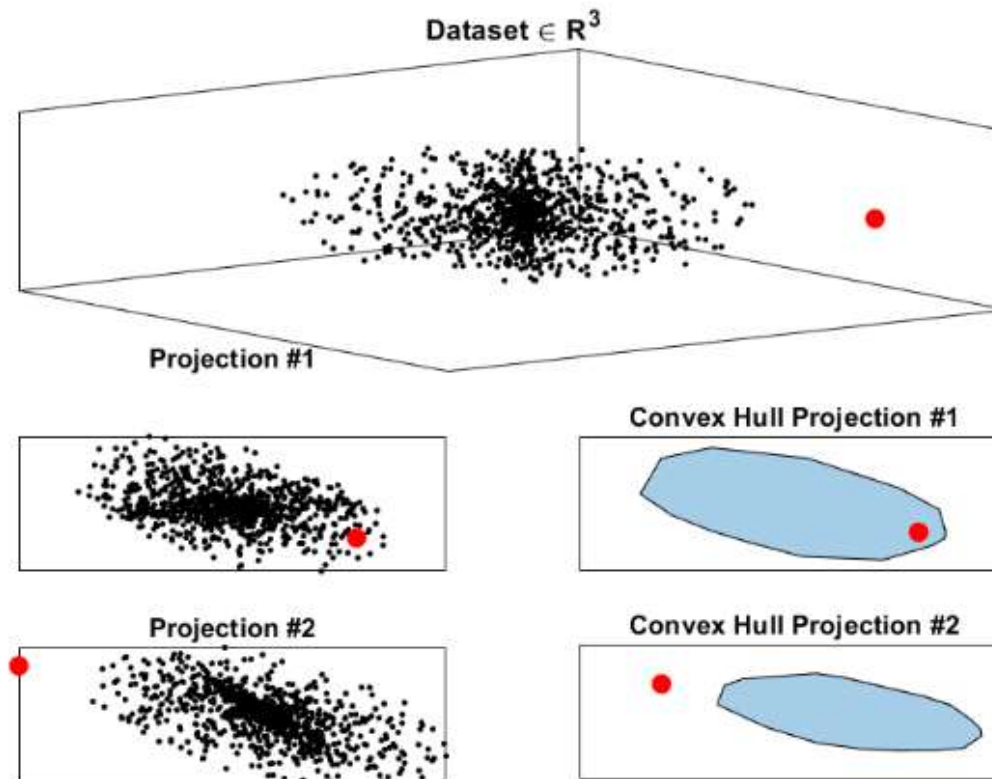 Dataset ∈ R³
Projection #1
Convex Hull Projection #1
Projection #2
Convex Hull Projection #2